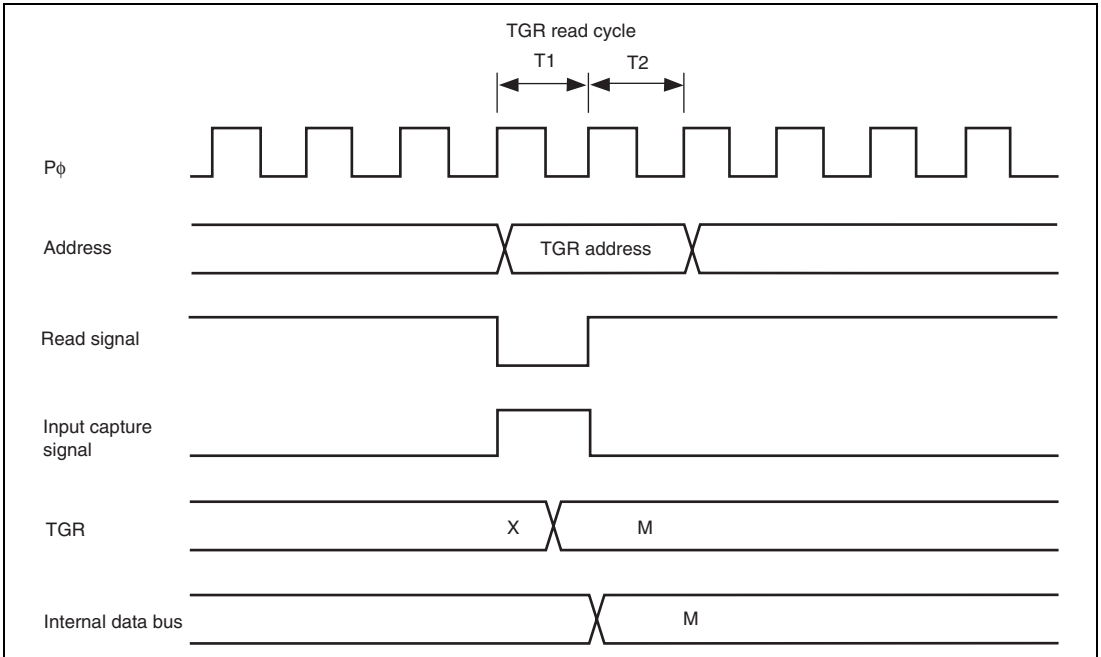 TGR read cycle
T1
T2
Pϕ
Address
TGR address
Read signal
Input capture
signal
TGR
X
M
Internal data bus
M